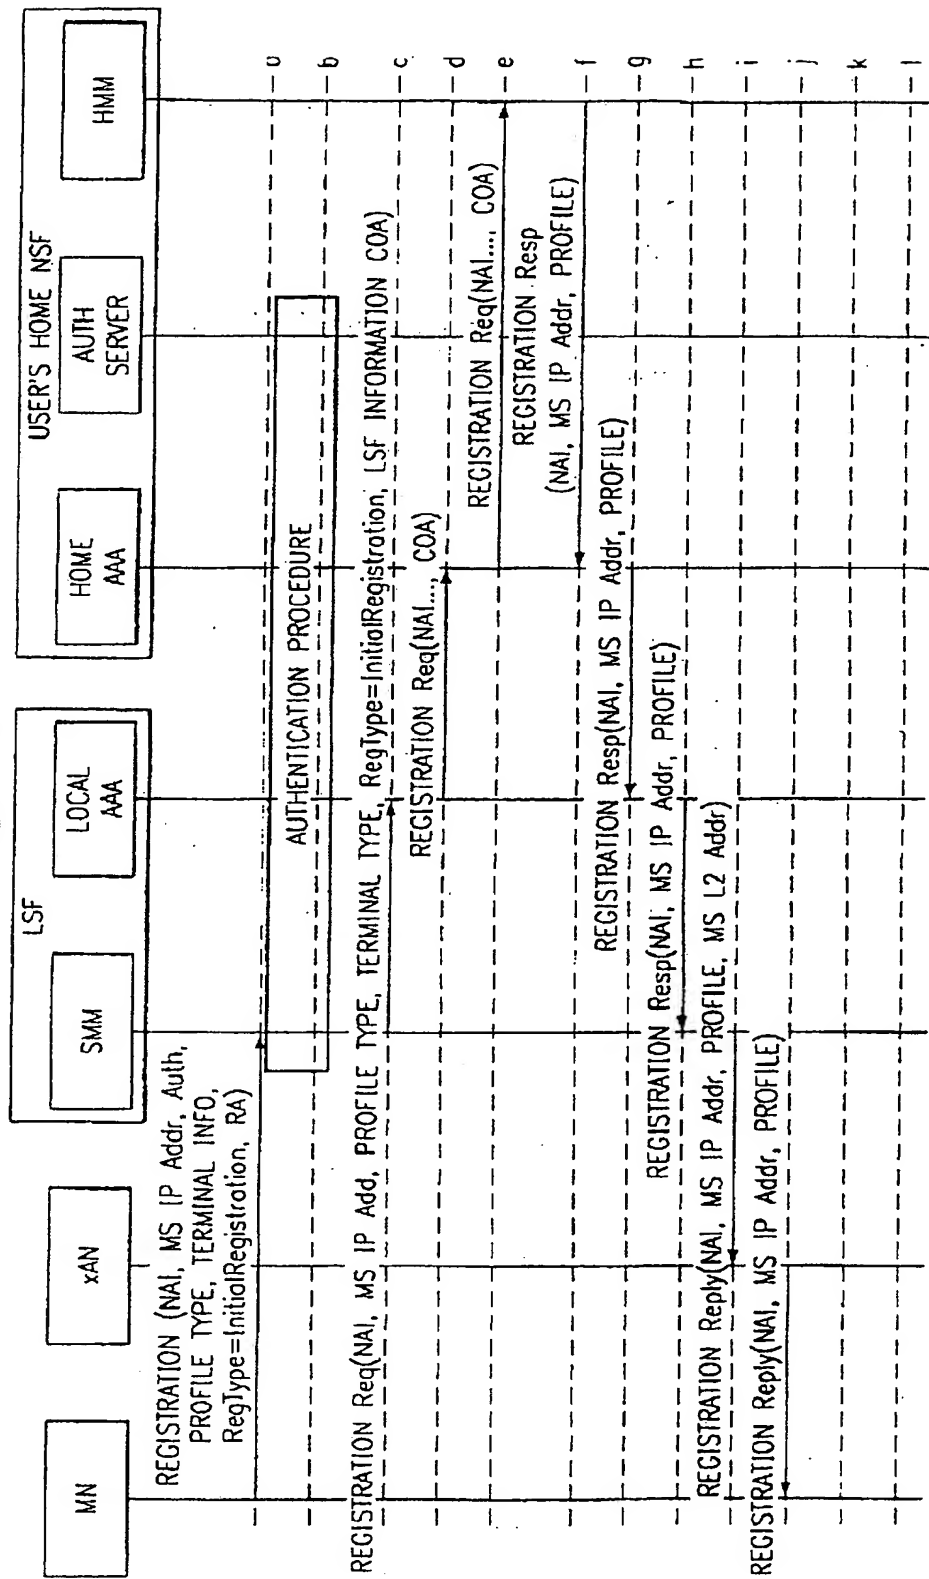 LSF
USER'S HOME NSF
MN
xAN
SMM
LOCAL
AAA
HOME
AAA
AUTH
SERVER
HMM
REGISTRATION (NAI, MS IP Addr, Auth,
PROFILE TYPE, TERMINAL INFO,
RegType=InitialRegistration, RA)
a
AUTHENTICATION PROCEDURE
b
REGISTRATION Req(NAI, MS IP Add, PROFILE TYPE, TERMINAL TYPE, RegType=InitialRegistration, LSF INFORMATION COA)
c
REGISTRATION Req(NAI..., COA)
d
REGISTRATION Req(NAI..., COA)
e
REGISTRATION Resp
(NAI, MS IP Addr, PROFILE)
f
REGISTRATION Resp(NAI, MS IP Addr, PROFILE)
g
REGISTRATION Resp(NAI, MS IP Addr, PROFILE)
h
REGISTRATION Reply(NAI, MS IP Addr, PROFILE, MS L2 Addr)
i
REGISTRATION Reply(NAI, MS IP Addr, PROFILE)
j
k
l